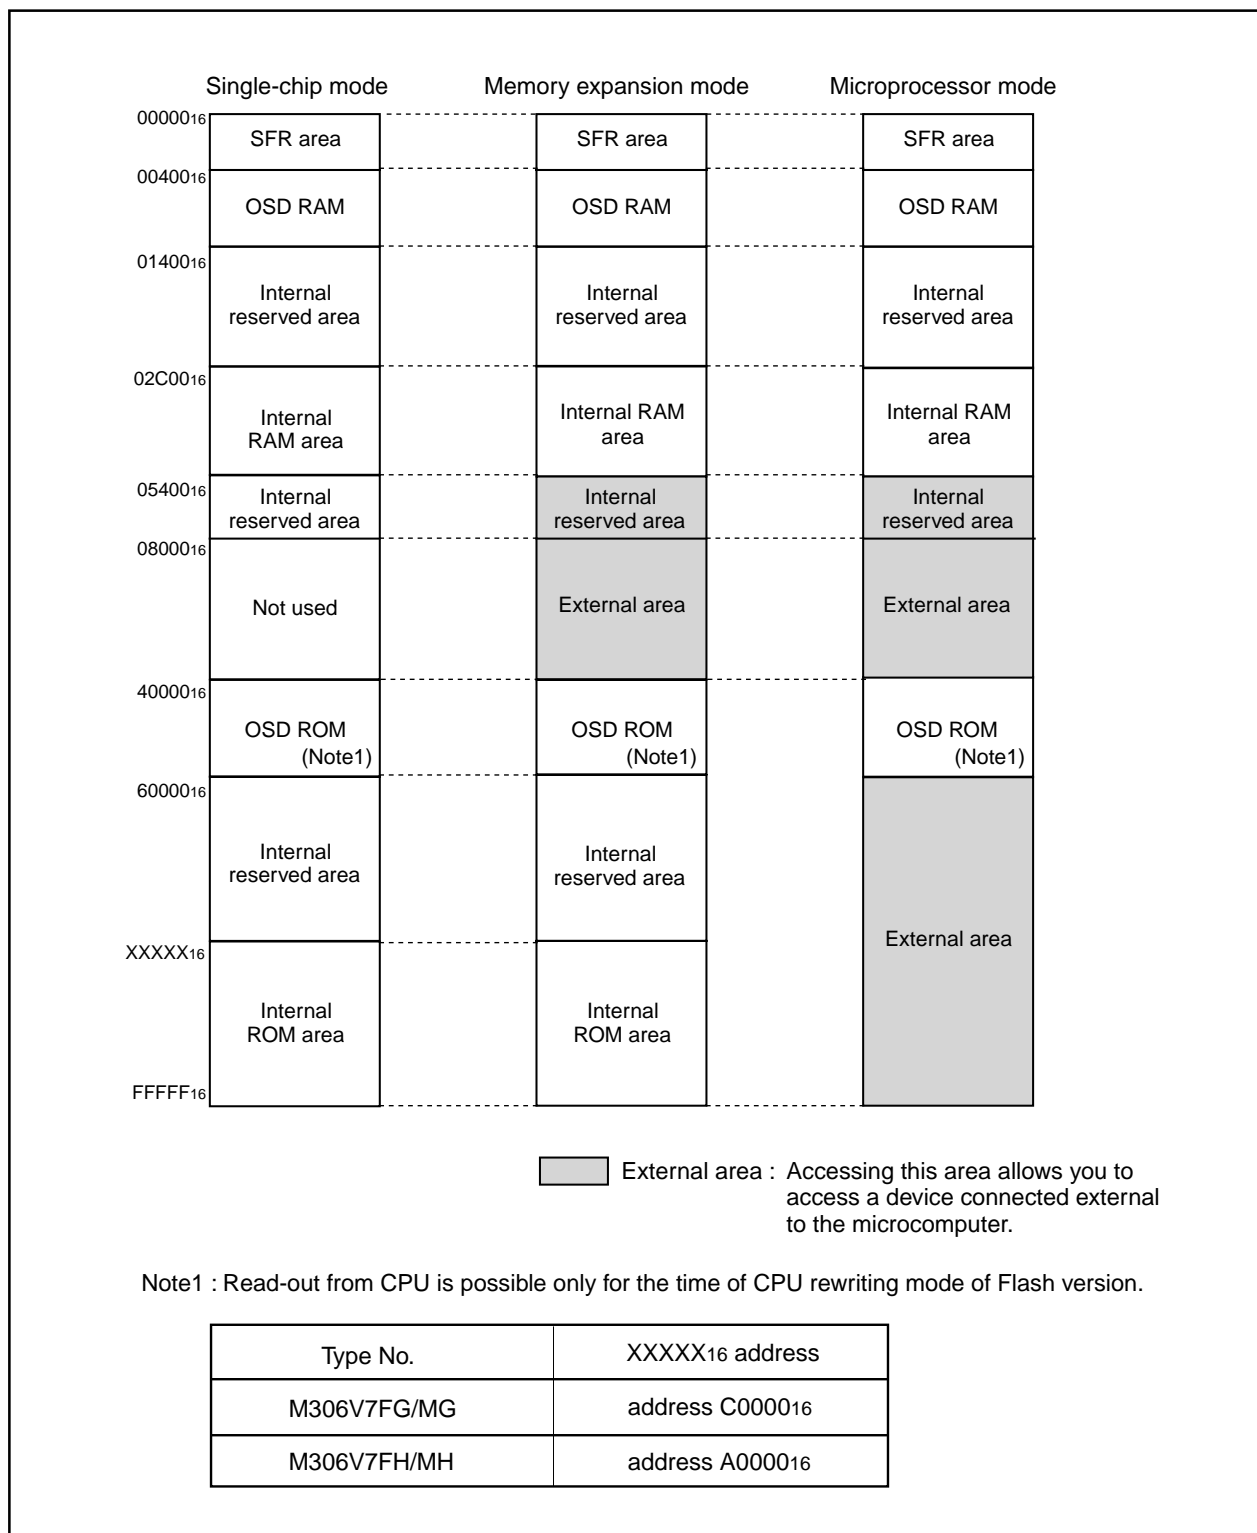 Single-chip mode Memory expansion mode Microprocessor mode
0000016
SFR area SFR area SFR area
0040016
OSD RAM OSD RAM OSD RAM
0140016
Internal Internal Internal
reserved area reserved area reserved area
02C0016
Internal Internal RAM Internal RAM
RAM area area area
0540016
Internal Internal Internal
reserved area reserved area reserved area
0800016
Not used External area External area
4000016
OSD ROM OSD ROM OSD ROM
(Note1) (Note1) (Note1)
6000016
Internal Internal
reserved area reserved area
External area
XXXXX16
Internal Internal
ROM area ROM area
FFFFF16
External area : Accessing this area allows you to
access a device connected external
to the microcomputer.
Note1 : Read-out from CPU is possible only for the time of CPU rewriting mode of Flash version.
Type No. XXXXX16 address
M306V7FG/MG address C000016
M306V7FH/MH address A000016